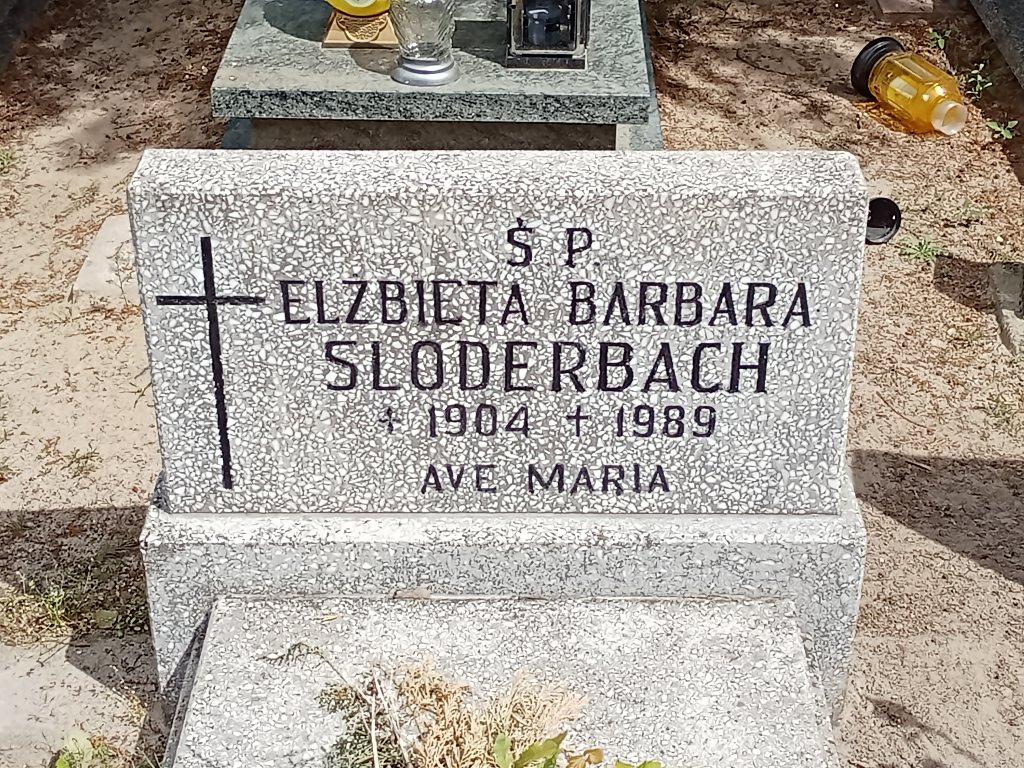 Ś P.
ELŻBIETA BARBARA
SLODERBACH
* 1904 + 1989
AVE MARIA